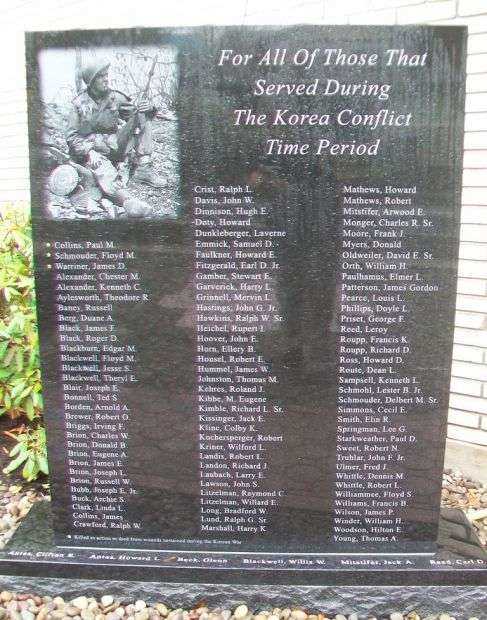 For All Of Those That
Served During
The Korea Conflict
Time Period
Collins, Paul M.
Schmouder, Floyd M.
Warriner, James D.
Alexander, Chester M.
Alexander, Kenneth C.
Aylesworth, Theodore R.
Baney, Russell
Berg, Duane A.
Black, James F.
Black, Roger D.
Blackburn, Edgar M.
Blackwell, Floyd M.
Blackwell, Jesse S.
Blackwell, Theryl E.
Blair, Joseph E.
Bonnell, Ted S.
Borden, Arnold A.
Brewer, Robert O.
Briggs, Irving F.
Brion, Charles W.
Brion, Donald B.
Brion, Eugene A.
Brion, James E.
Brion, Joseph L.
Brion, Russell W.
Bubb, Joseph E. Jr.
Buck, Archie S.
Clark, Linda L.
Collins, James
Crawford, Ralph W.
Crist, Ralph L.
Davis, John W.
Dinnison, Hugh E.
Doty, Howard
Dunkleberger, Laverne
Emmick, Samuel D.
Faulkner, Howard E.
Fitzgerald, Earl D. Jr.
Gamber, Stewart E.
Garverick, Harry L.
Grinnell, Mervin L.
Hastings, John G. Jr.
Hawkins, Ralph W. Sr.
Heichel, Rupert I.
Hoover, John E.
Horn, Ellery B.
Housel, Robert E.
Hummel, James W.
Johnston, Thomas M.
Kehres, Roland J.
Kibbe, M. Eugene
Kimble, Richard L. Sr.
Kissinger, Jack E.
Kline, Colby K.
Knchersperger, Robert
Kriner, Wilford L.
Landis, Robert L.
Landon, Richard J.
Laubach, Larry E.
Lawson, John S.
Litzelman, Raymond C.
Litzelman, Willard E.
Long, Bradford W.
Lund, Ralph G. Sr.
Marshall, Harry K.
Mathews, Howard
Mathews, Robert
Mitstifer, Arwood E.
Monger, Charles R. Sr.
Moore, Frank J.
Myers, Donald
Oldweiler, David E. Sr.
Orth, William H.
Paulhamus, Elmer L.
Patterson, James Gordon
Pearce, Louis L.
Phillips, Doyle L.
Priset, George F.
Reed, Leroy
Roupp, Francis K.
Roupp, Richard D.
Ross, Howard D.
Route, Dean L.
Sampsell, Kenneth L.
Schmohl, Lester B. Jr.
Schmouder, Delbert M. Sr.
Simmons, Cecil E.
Smith, Elin R.
Springman, Lee G.
Starkweather, Paul D.
Sweet, Robert N.
Truhlar, John F. Jr.
Ulmer, Fred J.
Whittle, Dennis M.
Whittle, Robert L.
Williammee, Floyd S.
Williams, Francis B.
Wilson, James P.
Winder, William H.
Woodson, Hilton E.
Young, Thomas A.
Killed in action or died from wounds sustained during the Korean War
Antes, Clifton R. Antes, Howard L. Beck, Glenn Blackwell, Willis W. Mitstifer, Jack A. Reed, Carl D.